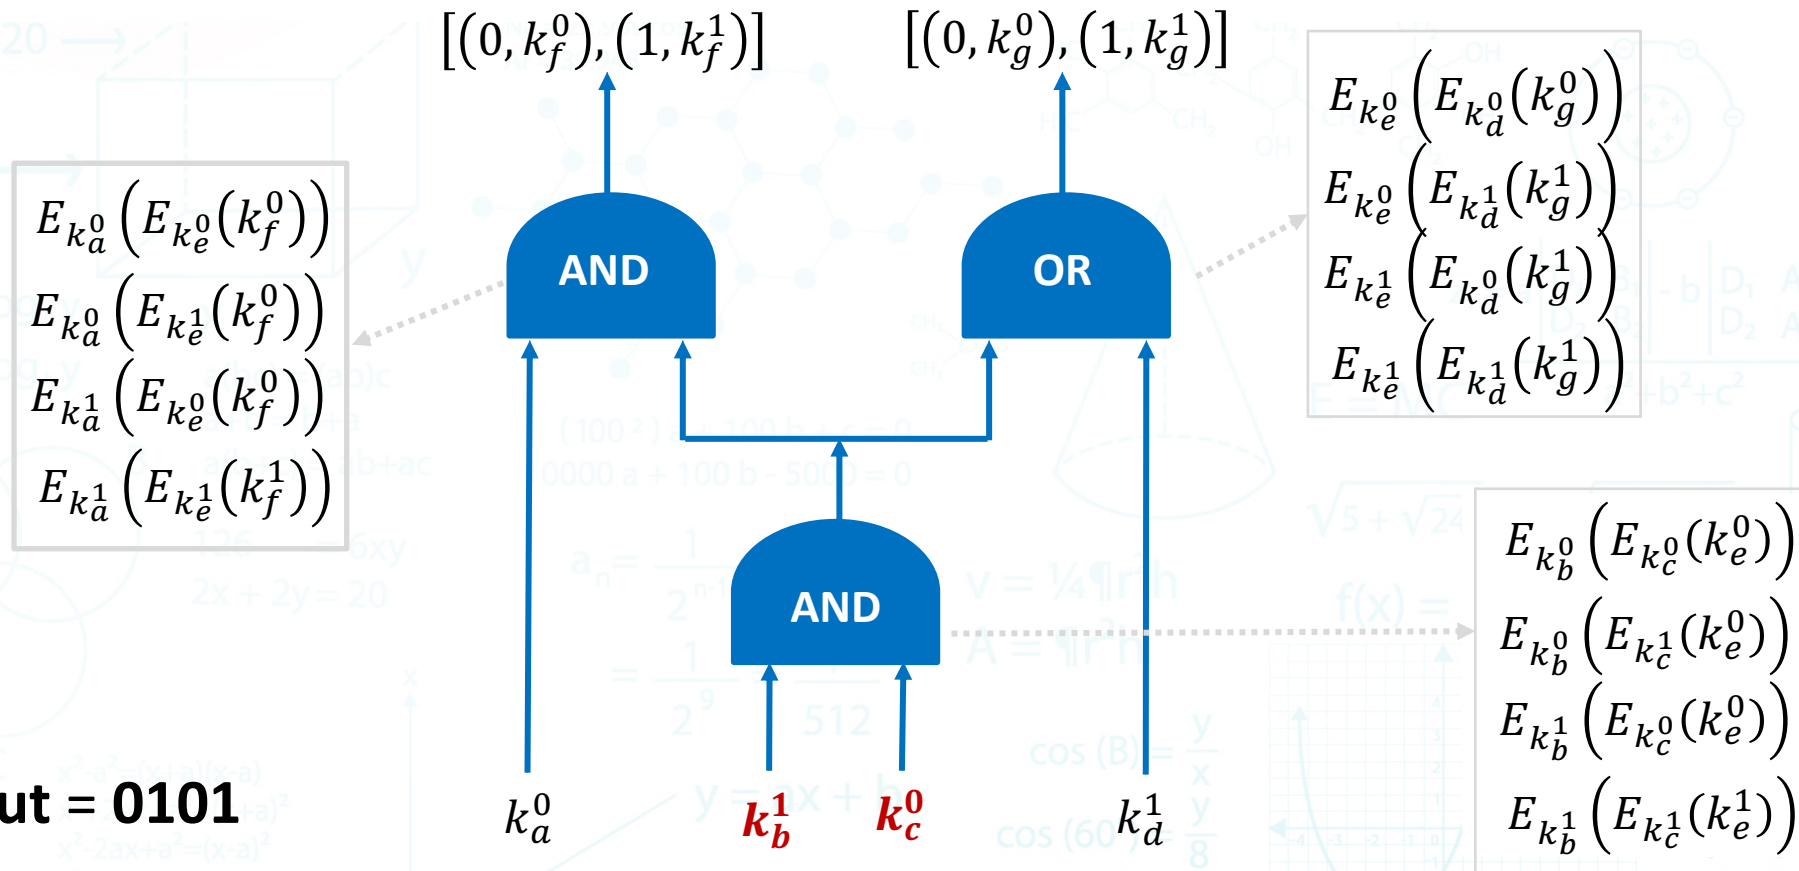 [(0, k_f^0), (1, k_f^1)]
[(0, k_g^0), (1, k_g^1)]
E_{k_a^0}(E_{k_e^0}(k_f^0))
E_{k_a^0}(E_{k_e^1}(k_f^0))
E_{k_a^1}(E_{k_e^0}(k_f^0))
E_{k_a^1}(E_{k_e^1}(k_f^1))
AND
OR
E_{k_e^0}(E_{k_d^0}(k_g^0))
E_{k_e^0}(E_{k_d^1}(k_g^1))
E_{k_e^1}(E_{k_d^0}(k_g^1))
E_{k_e^1}(E_{k_d^1}(k_g^1))
AND
E_{k_b^0}(E_{k_c^0}(k_e^0))
E_{k_b^0}(E_{k_c^1}(k_e^0))
E_{k_b^1}(E_{k_c^0}(k_e^0))
E_{k_b^1}(E_{k_c^1}(k_e^1))
ut = 0101
k_a^0
k_b^1
k_c^0
k_d^1